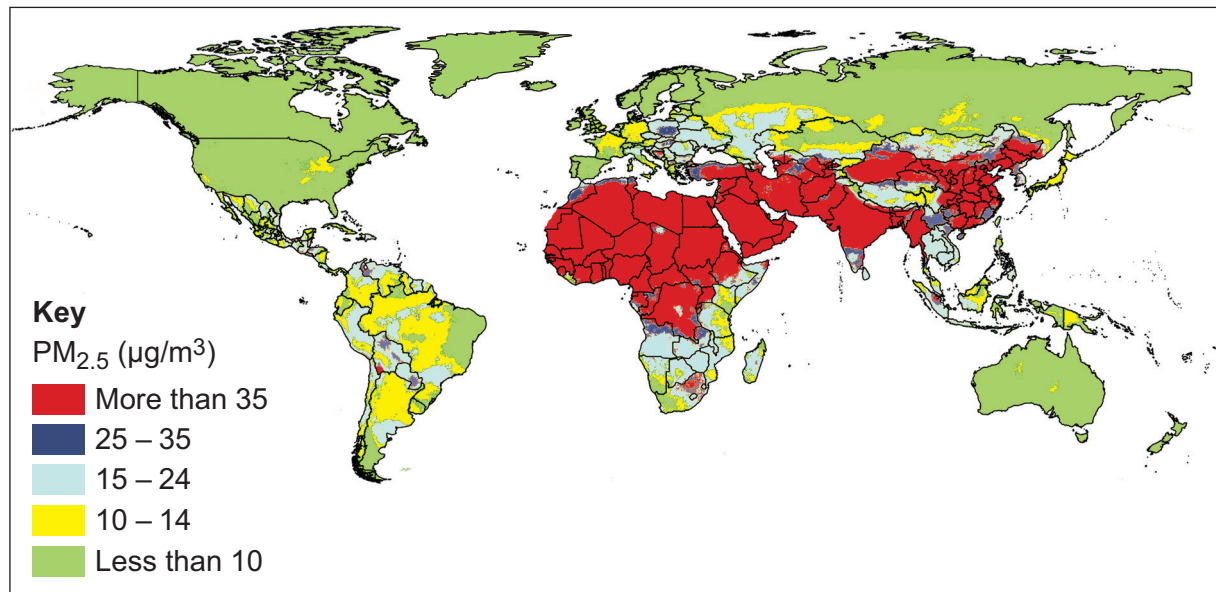 Key
PM2.5 (µg/m3)
More than 35
25 – 35
15 – 24
10 – 14
Less than 10